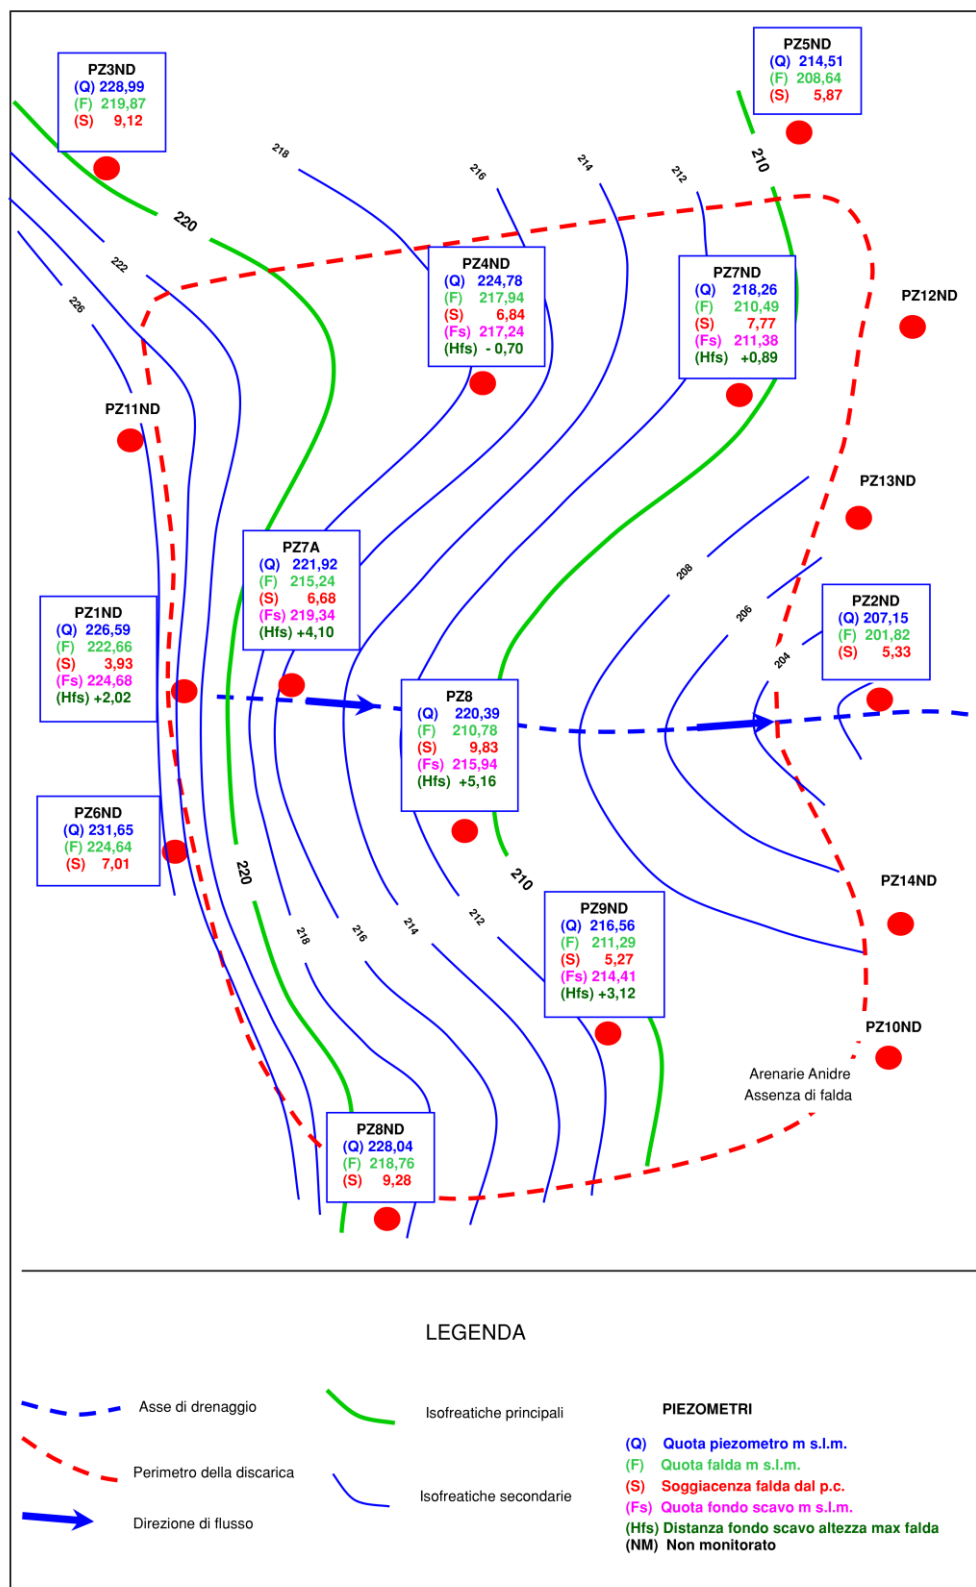 PZ3ND
(Q) 228,99
(F) 219,87
(S) 9,12
PZ5ND
(Q) 214,51
(F) 208,64
(S) 5,87
218
216
214
212
210
220
222
226
PZ4ND
(Q) 224,78
(F) 217,94
(S) 6,84
(Fs) 217,24
(Hfs) - 0,70
PZ7ND
(Q) 218,26
(F) 210,49
(S) 7,77
(Fs) 211,38
(Hfs) +0,89
PZ12ND
PZ11ND
PZ13ND
PZ7A
(Q) 221,92
(F) 215,24
(S) 6,68
(Fs) 219,34
(Hfs) +4,10
208
206
204
PZ1ND
(Q) 226,59
(F) 222,66
(S) 3,93
(Fs) 224,68
(Hfs) +2,02
PZ2ND
(Q) 207,15
(F) 201,82
(S) 5,33
PZ8
(Q) 220,39
(F) 210,78
(S) 9,83
(Fs) 215,94
(Hfs) +5,16
PZ6ND
(Q) 231,65
(F) 224,64
(S) 7,01
220
210
218
216
214
212
PZ14ND
PZ9ND
(Q) 216,56
(F) 211,29
(S) 5,27
(Fs) 214,41
(Hfs) +3,12
PZ10ND
Arenarie Anidre
Assenza di falda
PZ8ND
(Q) 228,04
(F) 218,76
(S) 9,28
LEGENDA
Asse di drenaggio
Perimetro della discarica
Direzione di flusso
Isofreatiche principali
Isofreatiche secondarie
PIEZOMETRI
(Q) Quota piezometro m s.l.m.
(F) Quota falda m s.l.m.
(S) Soggiacenza falda dal p.c.
(Fs) Quota fondo scavo m s.l.m.
(Hfs) Distanza fondo scavo altezza max falda
(NM) Non monitorato